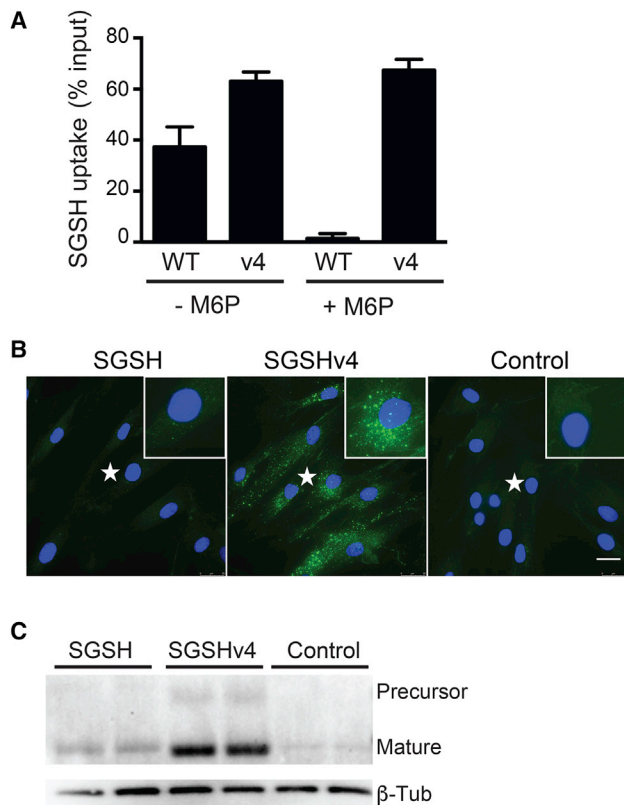 A
SGSH uptake (% input)
80
60
40
20
0
WT v4 WT v4
- M6P + M6P
B
SGSH SGSHv4 Control
C
SGSH SGSHv4 Control
Precursor
Mature
β-Tub